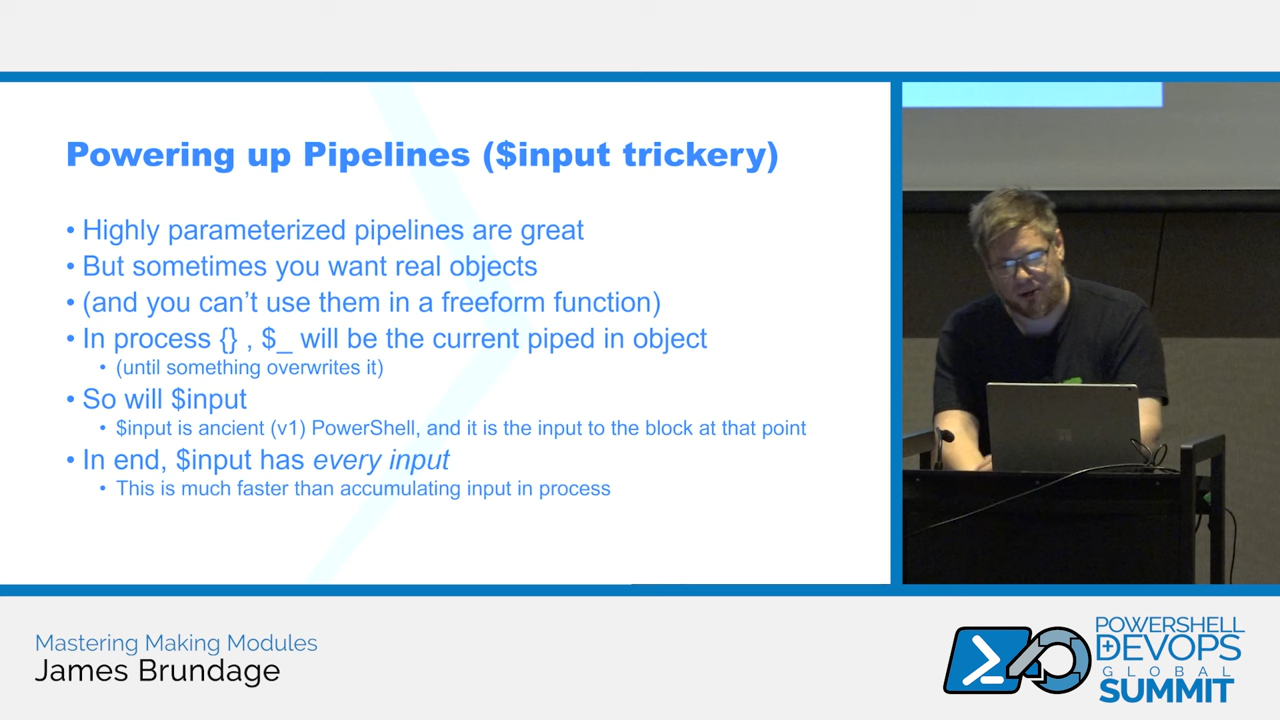 Powering up Pipelines ($input trickery)
• Highly parameterized pipelines are great
• But sometimes you want real objects
• (and you can’t use them in a freeform function)
• In process {} , $_ will be the current piped in object
• (until something overwrites it)
• So will $input
• $input is ancient (v1) PowerShell, and it is the input to the block at that point
• In end, $input has every input
• This is much faster than accumulating input in process
Mastering Making Modules
James Brundage
POWERSHELL
DEVOPS
GLOBAL
SUMMIT